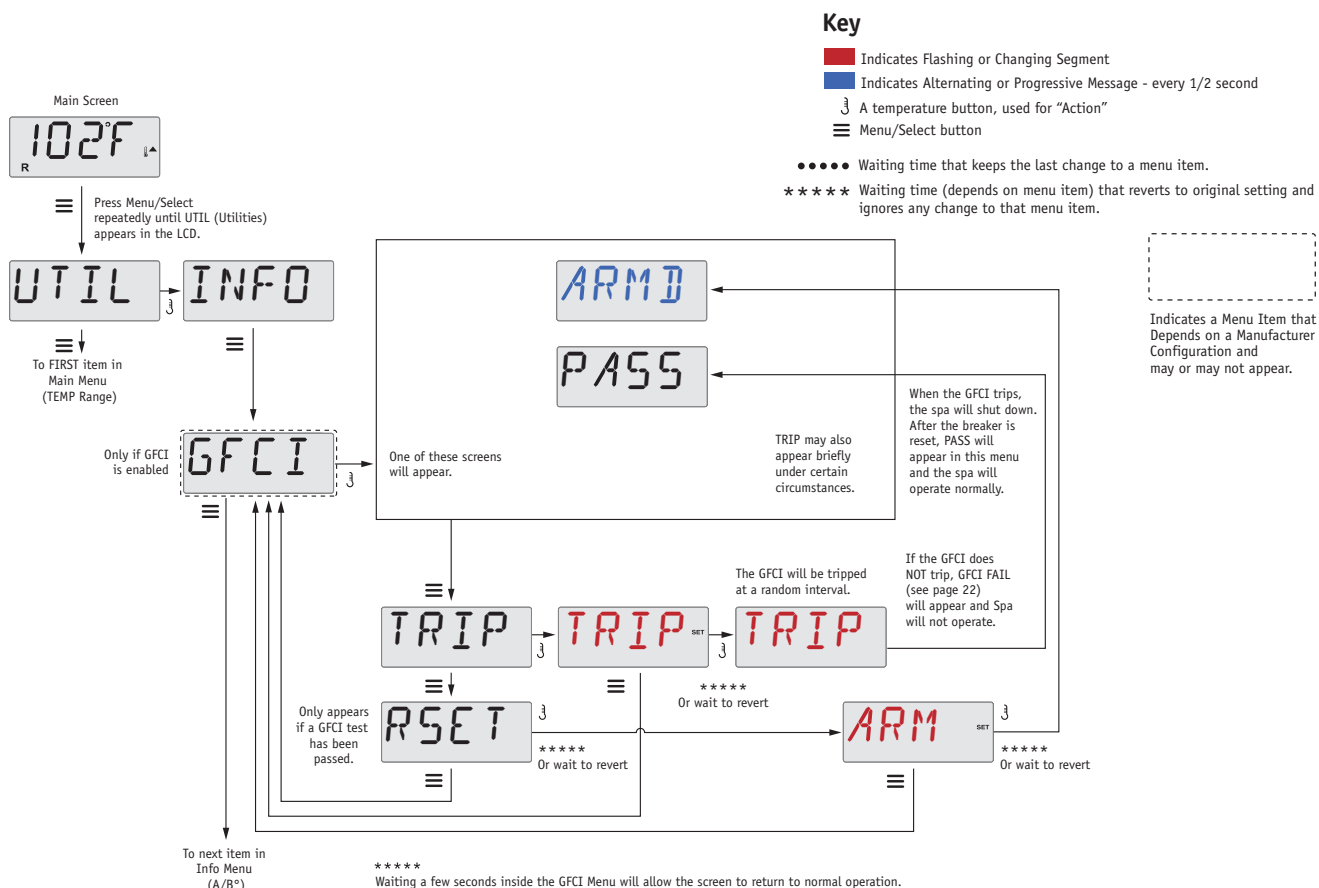 Key
Indicates Flashing or Changing Segment
Indicates Alternating or Progressive Message - every 1/2 second
A temperature button, used for “Action”
Menu/Select button
Waiting time that keeps the last change to a menu item.
***** Waiting time (depends on menu item) that reverts to original setting and
ignores any change to that menu item.
Indicates a Menu Item that
Depends on a Manufacturer
Configuration and
may or may not appear.
Main Screen
102°F
R
Press Menu/Select
repeatedly until UTIL (Utilities)
appears in the LCD.
UTIL
INFO
To FIRST item in
Main Menu
(TEMP Range)
Only if GFCI
is enabled
GFCI
One of these screens
will appear.
ARMD
PASS
TRIP may also
appear briefly
under certain
circumstances.
When the GFCI trips,
the spa will shut down.
After the breaker is
reset, PASS will
appear in this menu
and the spa will
operate normally.
If the GFCI does
NOT trip, GFCI FAIL
(see page 22)
will appear and Spa
will not operate.
The GFCI will be tripped
at a random interval.
TRIP
TRIP SET
TRIP
*****
Or wait to revert
Only appears
if a GFCI test
has been
passed.
RSET
*****
Or wait to revert
ARM SET
*****
Or wait to revert
To next item in
Info Menu
(A/B°)
*****
Waiting a few seconds inside the GFCI Menu will allow the screen to return to normal operation.